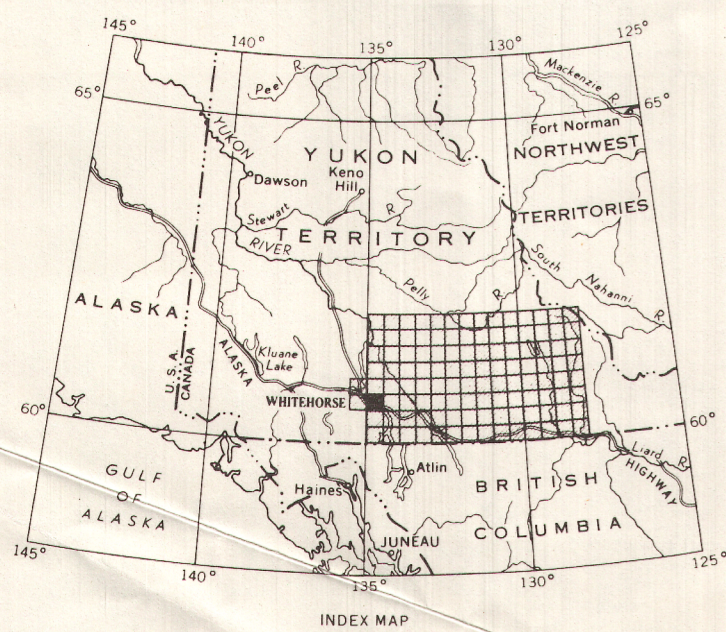 145°
140°
135°
130°
125°
65°
Peel R.
Mackenzie R.
65°
Fort Norman
YUKON
YUKON
NORTHWEST
Keno
Hill
Dawson
TERRITORIES
Stewart R.
TERRITORY
RIVER
South Nahanni R.
Pelly R.
ALASKA
ALASKA
Kluane
Lake
U.S.A.
CANADA
WHITEHORSE
60°
60°
Liard R.
HIGHWAY
Atlin
BRITISH
GULF
OF
ALASKA
Haines
COLUMBIA
JUNEAU
145°
140°
135°
130°
125°
INDEX MAP